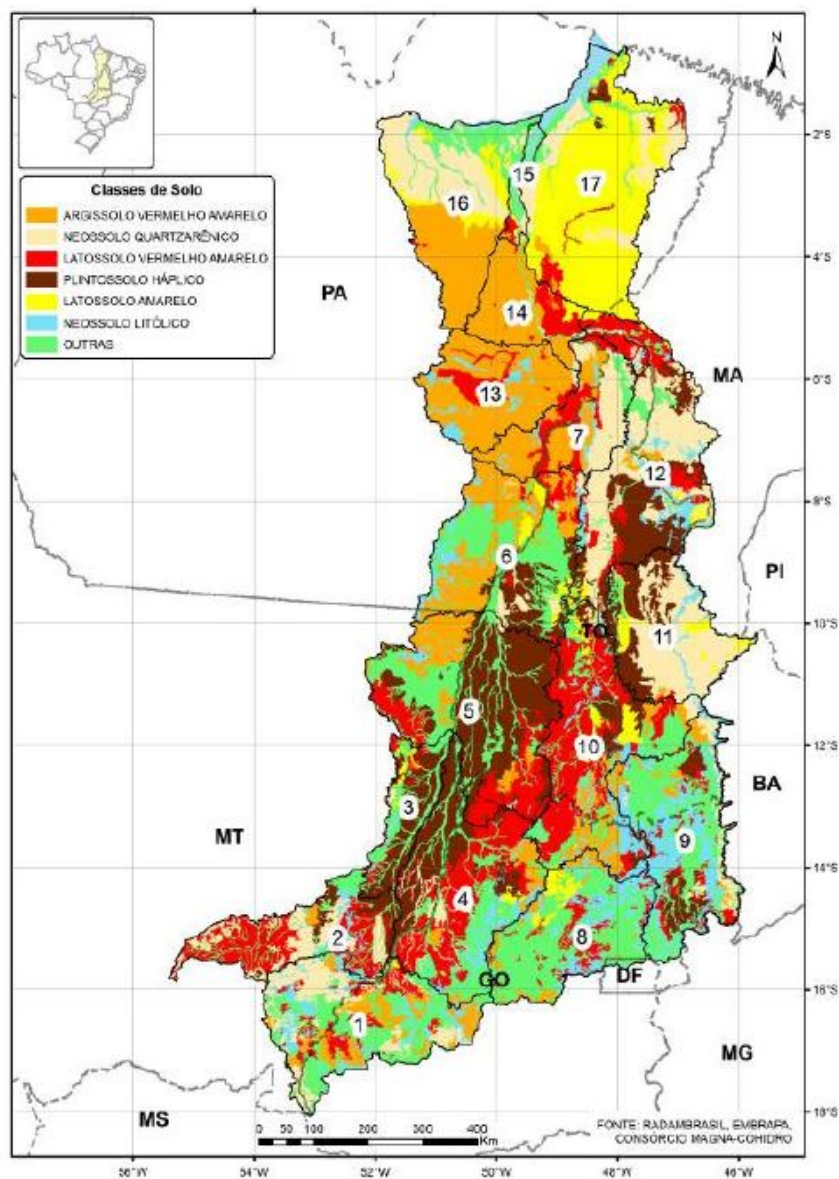 N
2°S
Classes de Solo
ARGISSOLO VERMELHO AMARELO
NEOSSOLO QUARTZARÊNICO
LATOSSOLO VERMELHO AMARELO
PLINTOSSOLO HÁPLICO
LATOSSOLO AMARELO
NEOSSOLO LITÓLICO
OUTRAS
15
17
16
4°S
PA
14
MA
6°S
13
7
12
8°S
6
PI
10°S
TO
11
5
10
12°S
3
BA
MT
9
14°S
4
2
8
GO
DF
16°S
1
MG
MS
18°S
0 50 100 200 300 400
Km
FONTE: RADAMBRASIL, EMBRAPA,
CONSÓRCIO MAGNA-COHIDRO
56°W 54°W 52°W 50°W 48°W 46°W